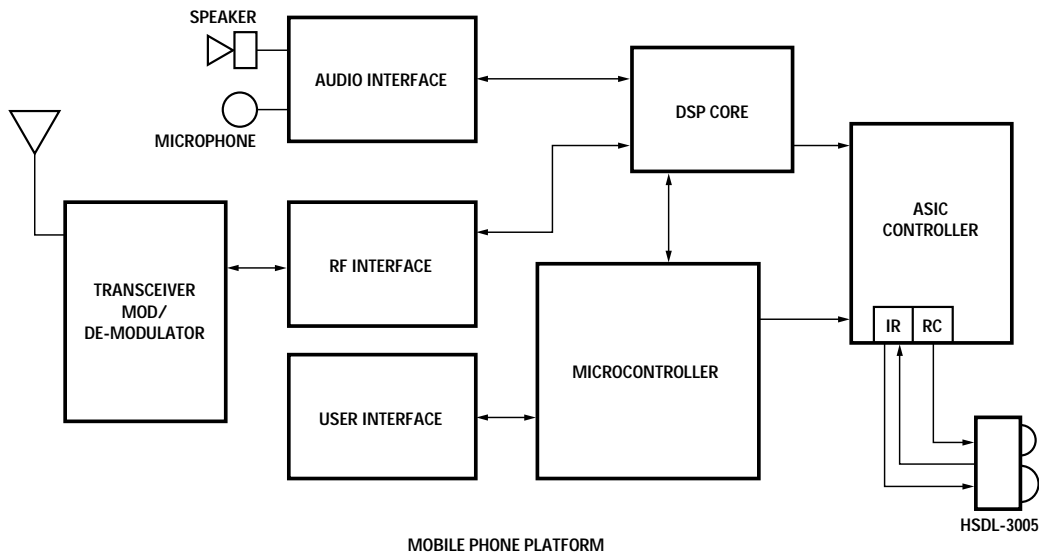 SPEAKER
AUDIO INTERFACE
MICROPHONE
DSP CORE
ASIC
CONTROLLER
RF INTERFACE
TRANSCEIVER
MOD/
DE-MODULATOR
IR
RC
MICROCONTROLLER
USER INTERFACE
HSDL-3005
MOBILE PHONE PLATFORM